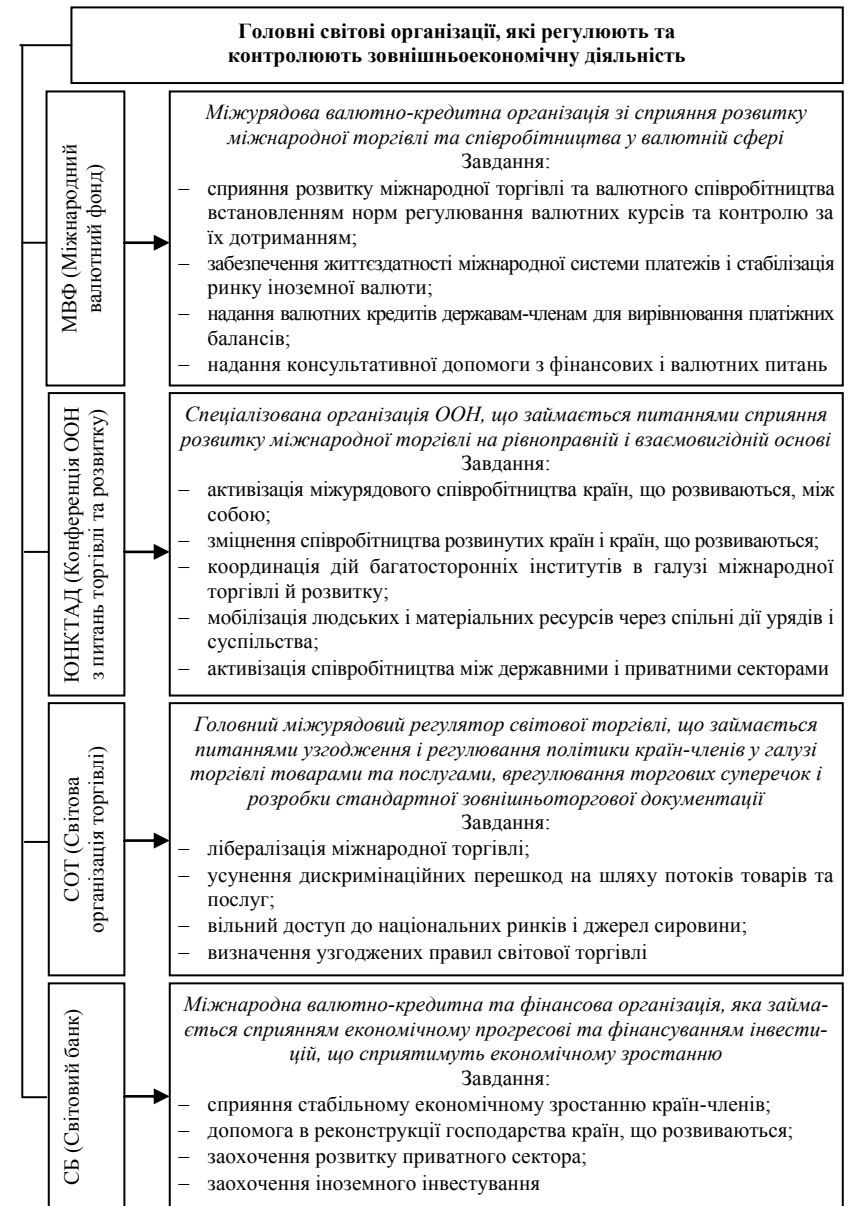 Головні світові організації, які регулюють та
контролюють зовнішньоекономічну діяльність
МВФ (Міжнародний
валютний фонд)
Міжурядова валютно-кредитна організація зі сприяння розвитку
міжнародної торгівлі та співробітництва у валютній сфері
Завдання:
– сприяння розвитку міжнародної торгівлі та валютного співробітництва
встановленням норм регулювання валютних курсів та контролю за
їх дотриманням;
– забезпечення життєздатності міжнародної системи платежів і стабілізація
ринку іноземної валюти;
– надання валютних кредитів державам-членам для вирівнювання платіжних
балансів;
– надання консультативної допомоги з фінансових і валютних питань
ЮНКТАД (Конференція ООН
з питань торгівлі та розвитку)
Спеціалізована організація ООН, що займається питаннями сприяння
розвитку міжнародної торгівлі на рівноправній і взаємовигідній основі
Завдання:
– активізація міжурядового співробітництва країн, що розвиваються, між
собою;
– зміцнення співробітництва розвинутих країн і країн, що розвиваються;
– координація дій багатосторонніх інститутів в галузі міжнародної
торгівлі й розвитку;
– мобілізація людських і матеріальних ресурсів через спільні дії урядів і
суспільства;
– активізація співробітництва між державними і приватними секторами
СОТ (Світова
організація торгівлі)
Головний міжурядовий регулятор світової торгівлі, що займається
питаннями узгодження і регулювання політики країн-членів у галузі
торгівлі товарами та послугами, врегулювання торгових суперечок і
розробки стандартної зовнішньоторгової документації
Завдання:
– лібералізація міжнародної торгівлі;
– усунення дискримінаційних перешкод на шляху потоків товарів та
послуг;
– вільний доступ до національних ринків і джерел сировини;
– визначення узгоджених правил світової торгівлі
СБ (Світовий банк)
Міжнародна валютно-кредитна та фінансова організація, яка займа-
ється сприянням економічному прогресові та фінансуванням інвести-
цій, що сприятимуть економічному зростанню
Завдання:
– сприяння стабільному економічному зростанню країн-членів;
– допомога в реконструкції господарства країн, що розвиваються;
– заохочення розвитку приватного сектора;
– заохочення іноземного інвестування